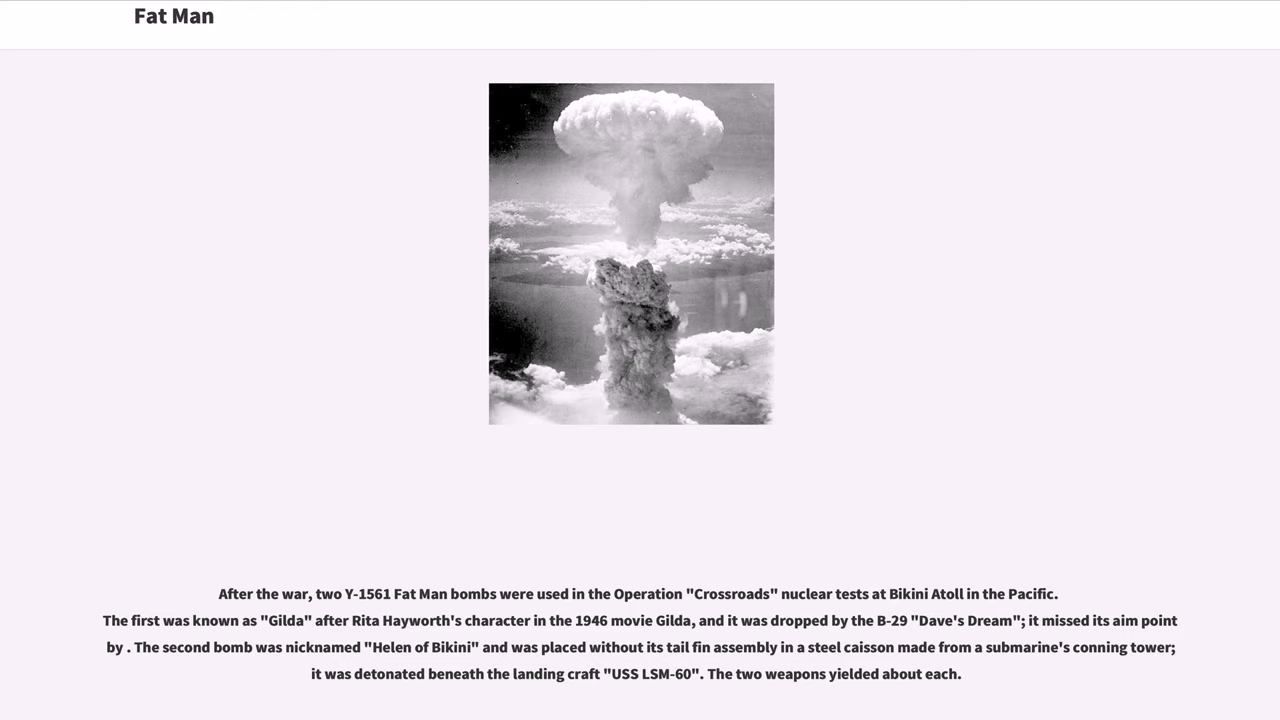 Fat Man
After the war, two Y-1561 Fat Man bombs were used in the Operation "Crossroads" nuclear tests at Bikini Atoll in the Pacific.
The first was known as "Gilda" after Rita Hayworth's character in the 1946 movie Gilda, and it was dropped by the B-29 "Dave's Dream"; it missed its aim point
by . The second bomb was nicknamed "Helen of Bikini" and was placed without its tail fin assembly in a steel caisson made from a submarine's conning tower;
it was detonated beneath the landing craft "USS LSM-60". The two weapons yielded about each.